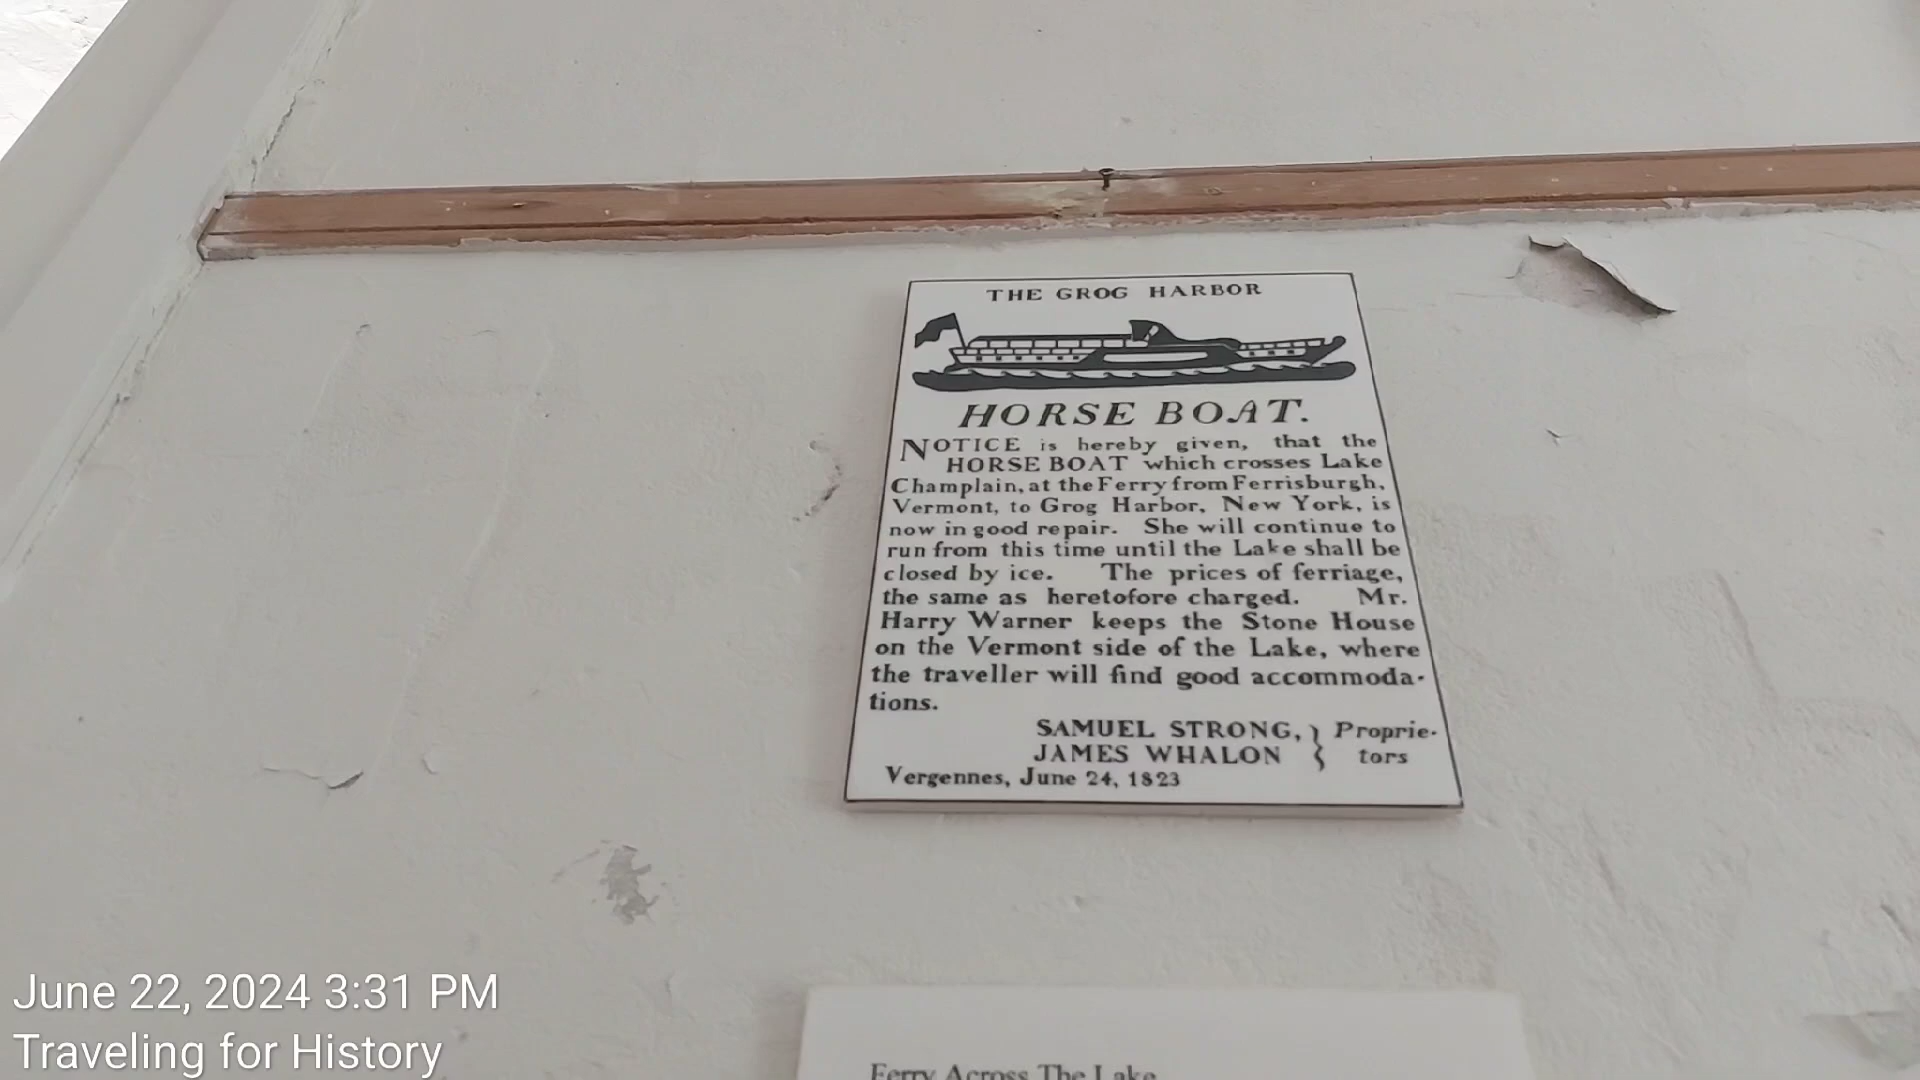 THE GROG HARBOR
HORSE BOAT.
NOTICE is hereby given, that the
HORSE BOAT which crosses Lake
Champlain, at the Ferry from Ferrisburgh,
Vermont, to Grog Harbor, New York, is
now in good repair. She will continue to
run from this time until the Lake shall be
closed by ice. The prices of ferriage,
the same as heretofore charged. Mr.
Harry Warner keeps the Stone House
on the Vermont side of the Lake, where
the traveller will find good accommoda-
tions.
SAMUEL STRONG, } Proprie-
JAMES WHALON } tors
Vergennes, June 24, 1823
Ferry Across The Lake
June 22, 2024 3:31 PM
Traveling for History